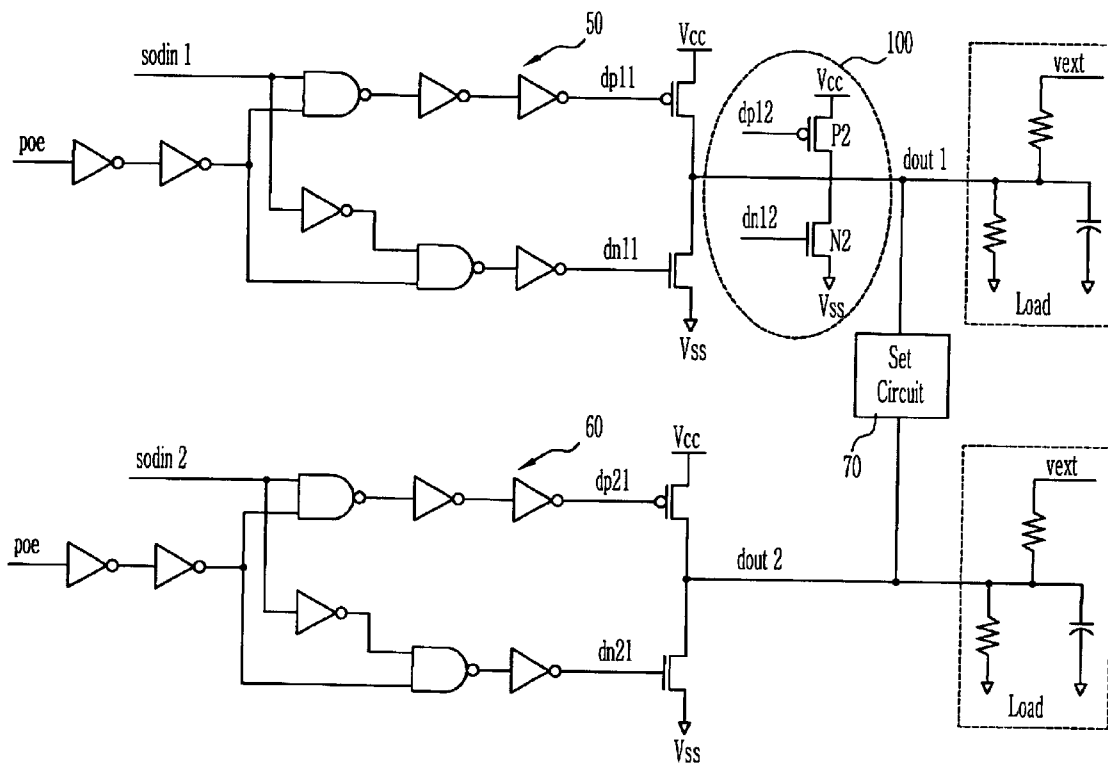 sodin 1
50
Vcc
100
vext
dp11
Vcc
dp12
P2
poe
dout 1
dn12
N2
dn11
Vss
Load
Vss
Set
Circuit
70
sodin 2
60
Vcc
vext
dp21
poe
dout 2
dn21
Load
Vss